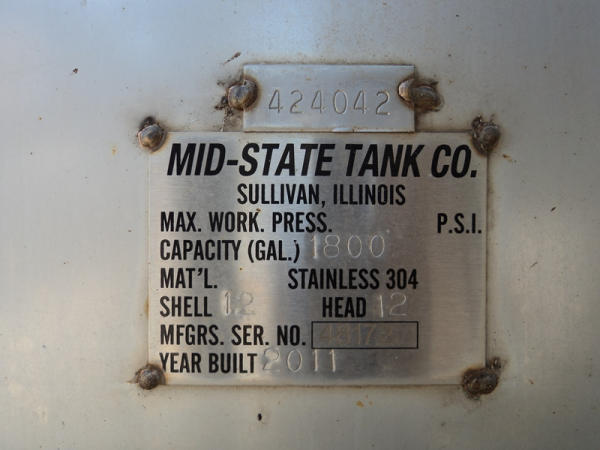 424042
MID-STATE TANK CO.
SULLIVAN, ILLINOIS
MAX. WORK. PRESS. P.S.I.
CAPACITY (GAL.) 1800
MAT'L. STAINLESS 304
SHELL 12 HEAD 12
MFGRS. SER. NO.
YEAR BUILT 2011